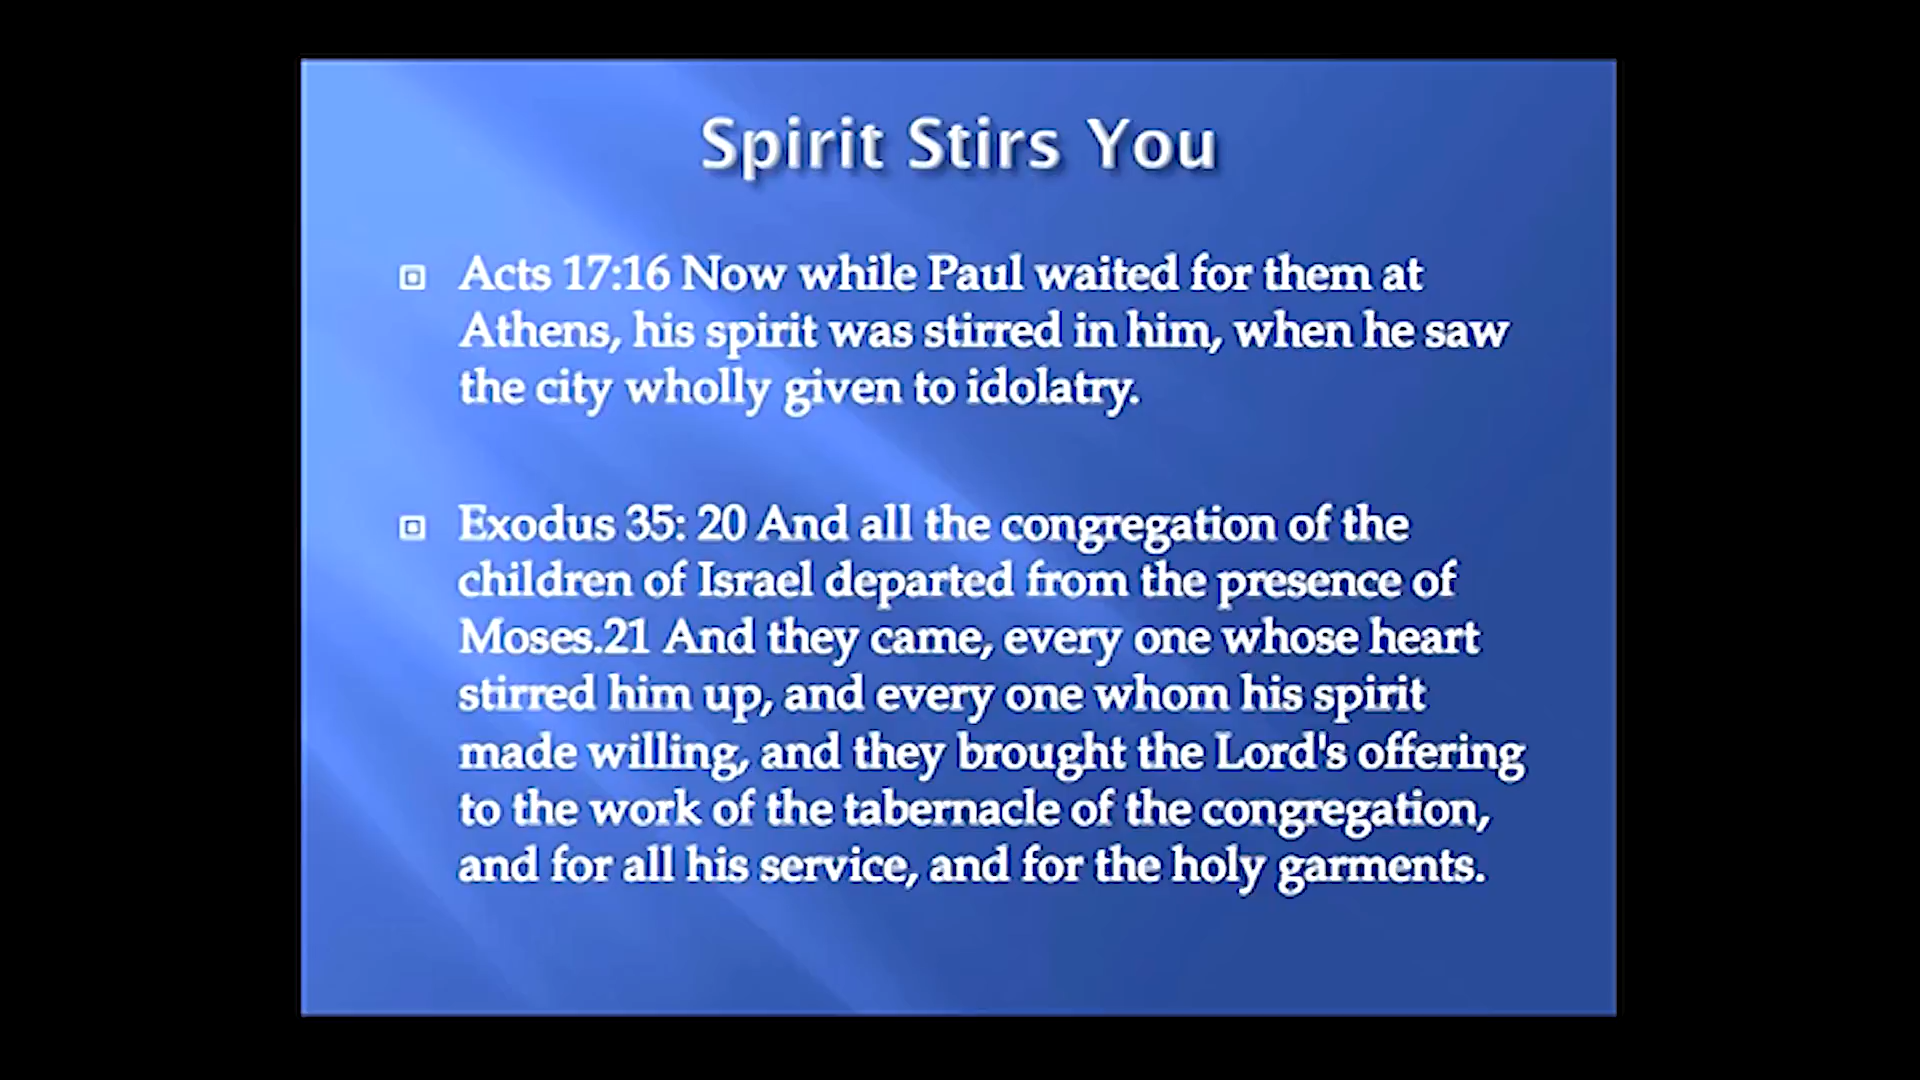 Spirit Stirs You
Acts 17:16 Now while Paul waited for them at
Athens, his spirit was stirred in him, when he saw
the city wholly given to idolatry.
Exodus 35: 20 And all the congregation of the
children of Israel departed from the presence of
Moses.21 And they came, every one whose heart
stirred him up, and every one whom his spirit
made willing, and they brought the Lord's offering
to the work of the tabernacle of the congregation,
and for all his service, and for the holy garments.